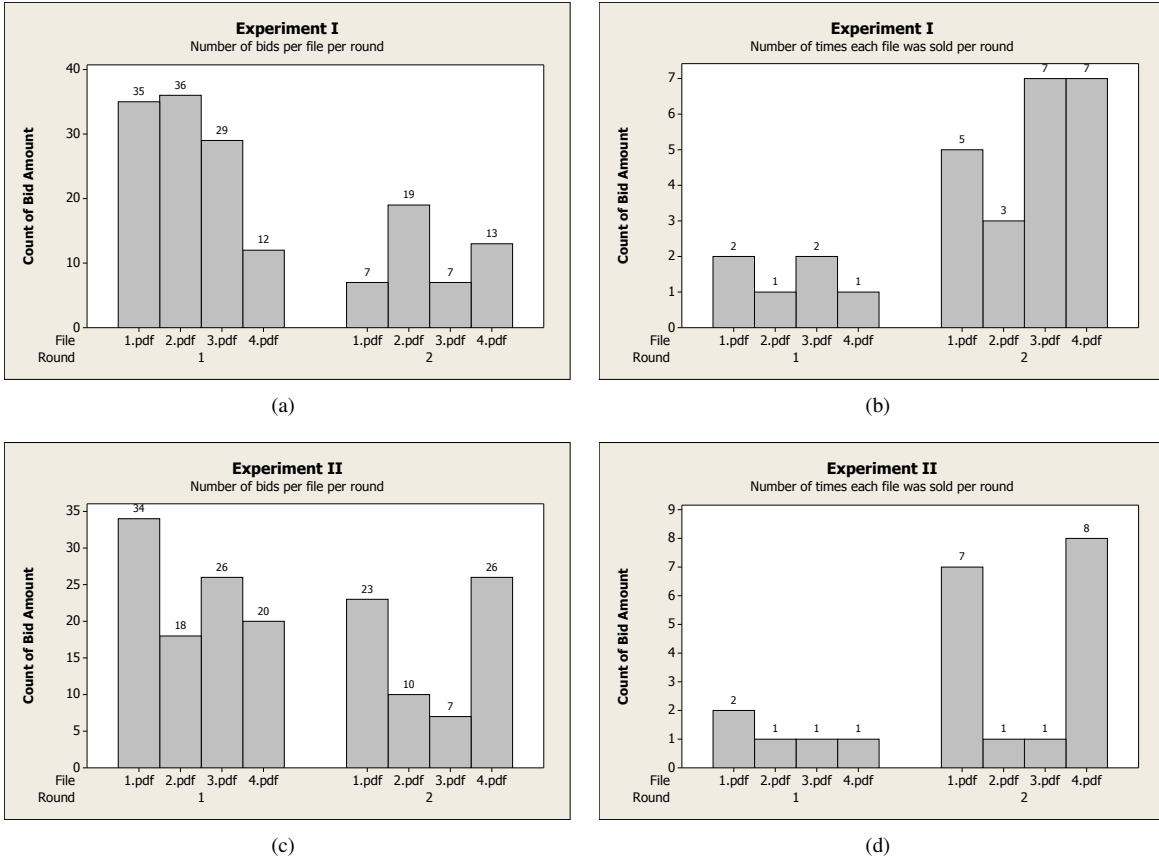 Experiment I
Number of bids per file per round
Count of Bid Amount
40
30
20
10
0
35
36
29
12
7
19
7
13
File 1.pdf 2.pdf 3.pdf 4.pdf 1.pdf 2.pdf 3.pdf 4.pdf
Round 1 2
(a)
Experiment I
Number of times each file was sold per round
Count of Bid Amount
7
6
5
4
3
2
1
0
2
1
2
1
5
3
7
7
File 1.pdf 2.pdf 3.pdf 4.pdf 1.pdf 2.pdf 3.pdf 4.pdf
Round 1 2
(b)
Experiment II
Number of bids per file per round
Count of Bid Amount
35
30
25
20
15
10
5
0
34
18
26
20
23
10
7
26
File 1.pdf 2.pdf 3.pdf 4.pdf 1.pdf 2.pdf 3.pdf 4.pdf
Round 1 2
(c)
Experiment II
Number of times each file was sold per round
Count of Bid Amount
9
8
7
6
5
4
3
2
1
0
2
1
1
1
7
1
1
8
File 1.pdf 2.pdf 3.pdf 4.pdf 1.pdf 2.pdf 3.pdf 4.pdf
Round 1 2
(d)